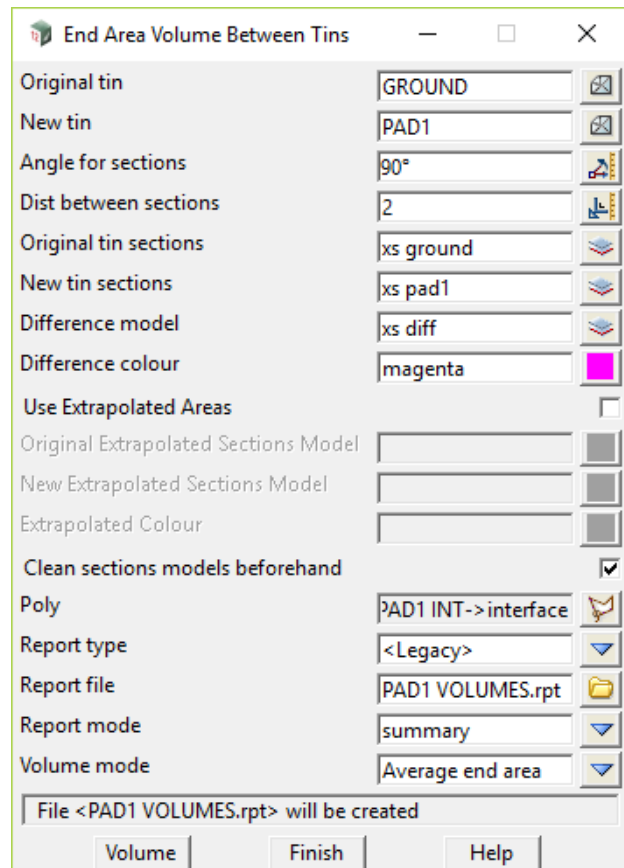 End Area Volume Between Tins
Original tin GROUND
New tin PAD1
Angle for sections 90°
Dist between sections 2
Original tin sections xs ground
New tin sections xs pad1
Difference model xs diff
Difference colour magenta
Use Extrapolated Areas
Original Extrapolated Sections Model
New Extrapolated Sections Model
Extrapolated Colour
Clean sections models beforehand
Poly PAD1 INT->interface
Report type <Legacy>
Report file PAD1 VOLUMES.rpt
Report mode summary
Volume mode Average end area
File <PAD1 VOLUMES.rpt> will be created
Volume Finish Help